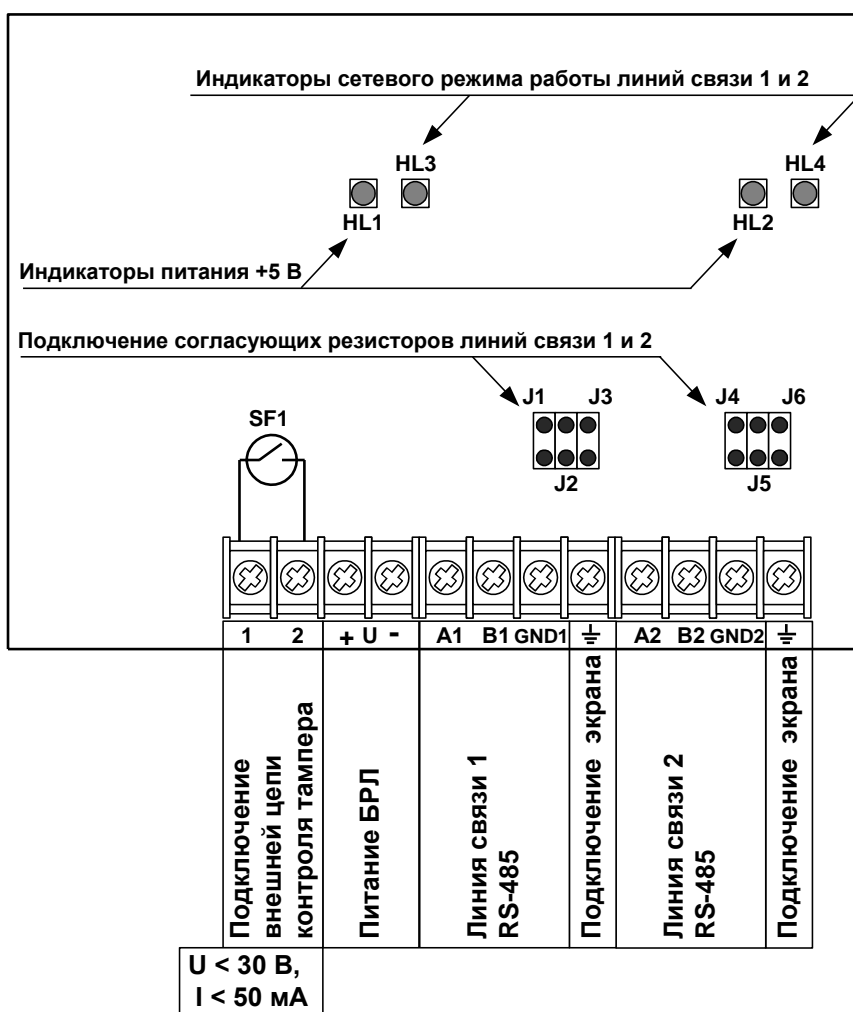 Индикаторы сетевого режима работы линий связи 1 и 2
HL3
HL4
HL1
HL2
Индикаторы питания +5 В
Подключение согласующих резисторов линий связи 1 и 2
J1 J3
J4 J6
SF1
J2
J5
1 2 + U - A1 B1 GND1 A2 B2 GND2
Подключение
внешней цепи
контроля тампера
Питание БРЛ
Линия связи 1
RS-485
Подключение экрана
Линия связи 2
RS-485
Подключение экрана
U < 30 В,
I < 50 мА